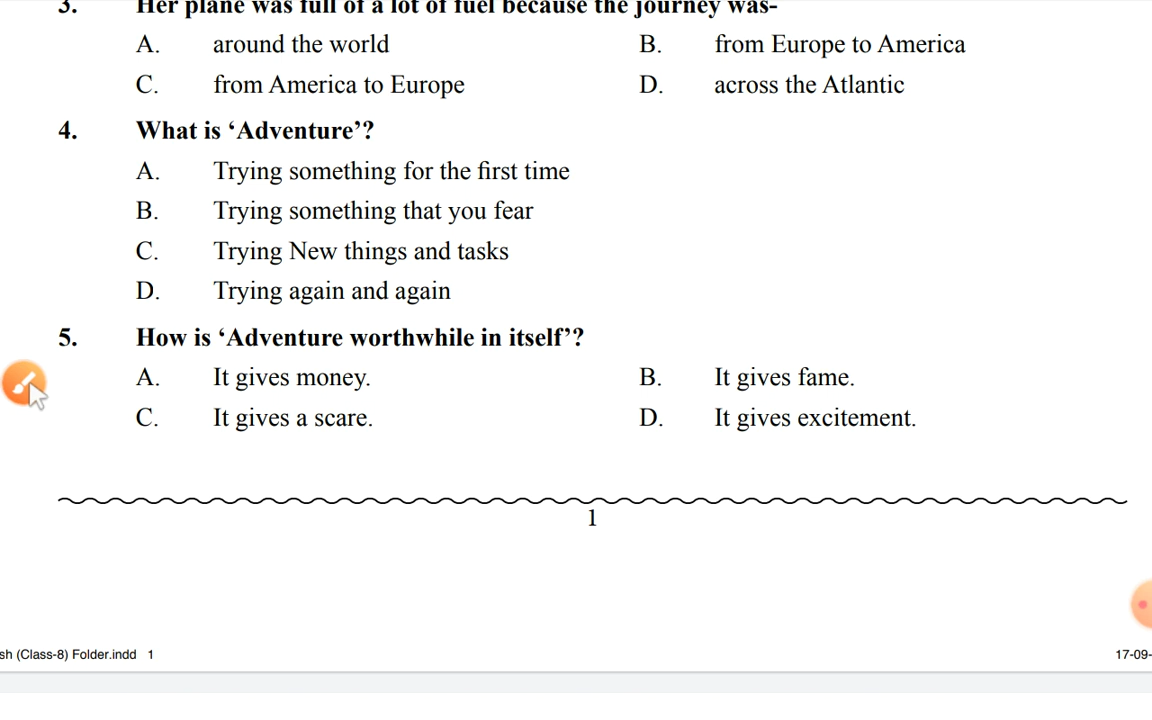 3. Her plane was full of a lot of fuel because the journey was-
A. around the world B. from Europe to America
C. from America to Europe D. across the Atlantic
4. What is ‘Adventure’?
A. Trying something for the first time
B. Trying something that you fear
C. Trying New things and tasks
D. Trying again and again
5. How is ‘Adventure worthwhile in itself’?
A. It gives money. B. It gives fame.
C. It gives a scare. D. It gives excitement.
1
sh (Class-8) Folder.indd 1 17-09-